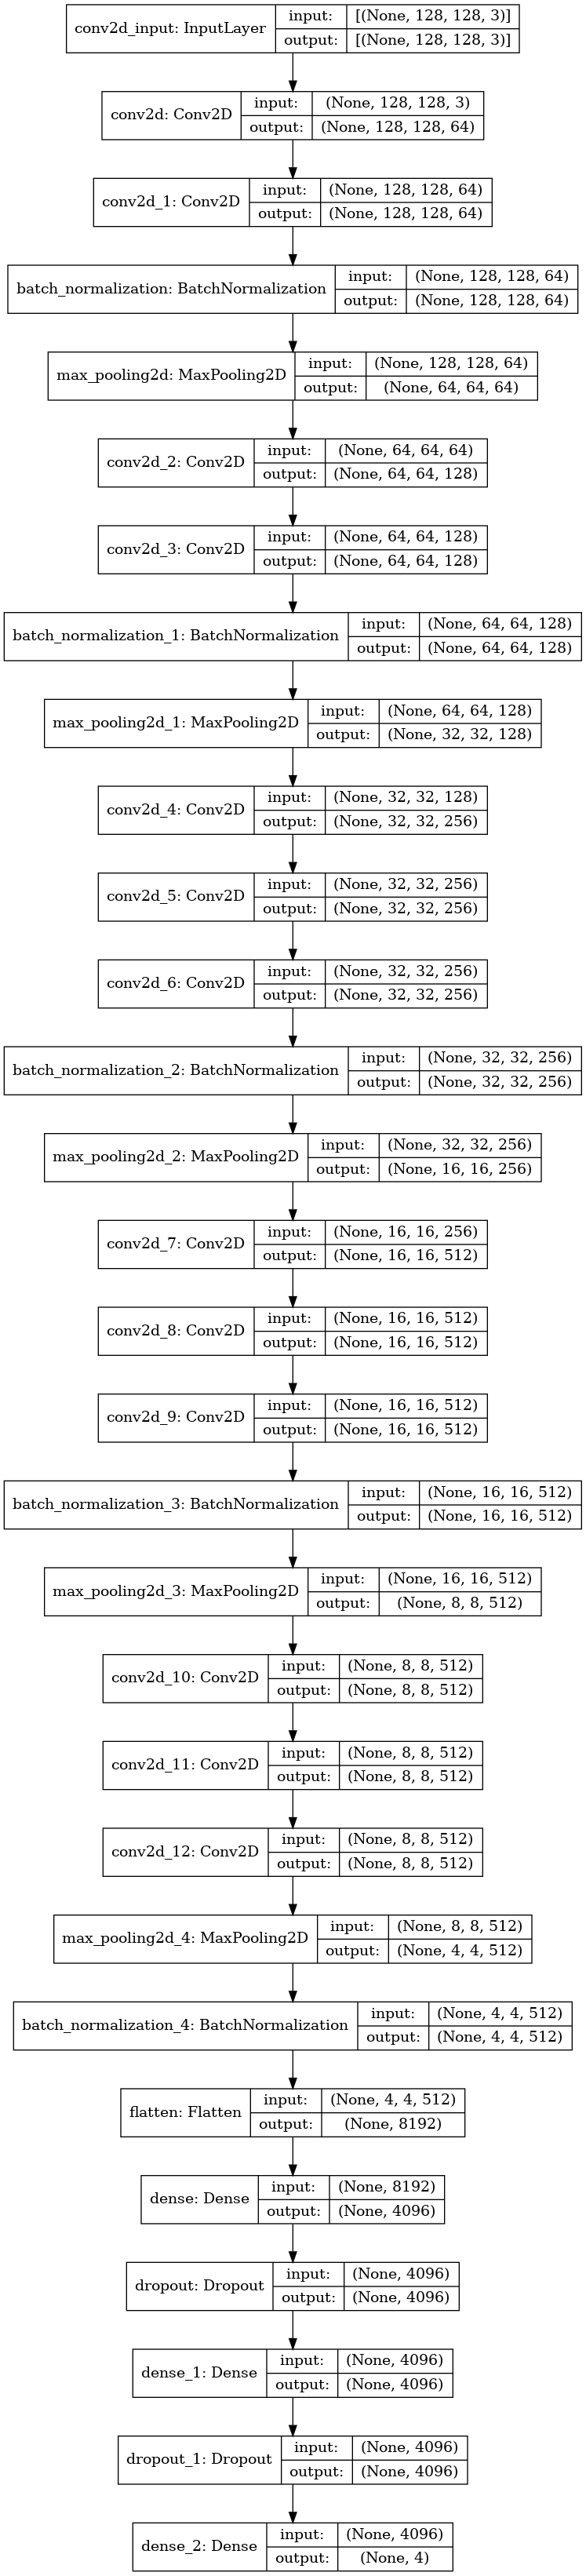 conv2d_input: InputLayer input: [(None, 128, 128, 3)]
output: [(None, 128, 128, 3)]
conv2d: Conv2D input: (None, 128, 128, 3)
output: (None, 128, 128, 64)
conv2d_1: Conv2D input: (None, 128, 128, 64)
output: (None, 128, 128, 64)
batch_normalization: BatchNormalization input: (None, 128, 128, 64)
output: (None, 128, 128, 64)
max_pooling2d: MaxPooling2D input: (None, 128, 128, 64)
output: (None, 64, 64, 64)
conv2d_2: Conv2D input: (None, 64, 64, 64)
output: (None, 64, 64, 128)
conv2d_3: Conv2D input: (None, 64, 64, 128)
output: (None, 64, 64, 128)
batch_normalization_1: BatchNormalization input: (None, 64, 64, 128)
output: (None, 64, 64, 128)
max_pooling2d_1: MaxPooling2D input: (None, 64, 64, 128)
output: (None, 32, 32, 128)
conv2d_4: Conv2D input: (None, 32, 32, 128)
output: (None, 32, 32, 256)
conv2d_5: Conv2D input: (None, 32, 32, 256)
output: (None, 32, 32, 256)
conv2d_6: Conv2D input: (None, 32, 32, 256)
output: (None, 32, 32, 256)
batch_normalization_2: BatchNormalization input: (None, 32, 32, 256)
output: (None, 32, 32, 256)
max_pooling2d_2: MaxPooling2D input: (None, 32, 32, 256)
output: (None, 16, 16, 256)
conv2d_7: Conv2D input: (None, 16, 16, 256)
output: (None, 16, 16, 512)
conv2d_8: Conv2D input: (None, 16, 16, 512)
output: (None, 16, 16, 512)
conv2d_9: Conv2D input: (None, 16, 16, 512)
output: (None, 16, 16, 512)
batch_normalization_3: BatchNormalization input: (None, 16, 16, 512)
output: (None, 16, 16, 512)
max_pooling2d_3: MaxPooling2D input: (None, 16, 16, 512)
output: (None, 8, 8, 512)
conv2d_10: Conv2D input: (None, 8, 8, 512)
output: (None, 8, 8, 512)
conv2d_11: Conv2D input: (None, 8, 8, 512)
output: (None, 8, 8, 512)
conv2d_12: Conv2D input: (None, 8, 8, 512)
output: (None, 8, 8, 512)
max_pooling2d_4: MaxPooling2D input: (None, 8, 8, 512)
output: (None, 4, 4, 512)
batch_normalization_4: BatchNormalization input: (None, 4, 4, 512)
output: (None, 4, 4, 512)
flatten: Flatten input: (None, 4, 4, 512)
output: (None, 8192)
dense: Dense input: (None, 8192)
output: (None, 4096)
dropout: Dropout input: (None, 4096)
output: (None, 4096)
dense_1: Dense input: (None, 4096)
output: (None, 4096)
dropout_1: Dropout input: (None, 4096)
output: (None, 4096)
dense_2: Dense input: (None, 4096)
output: (None, 4)